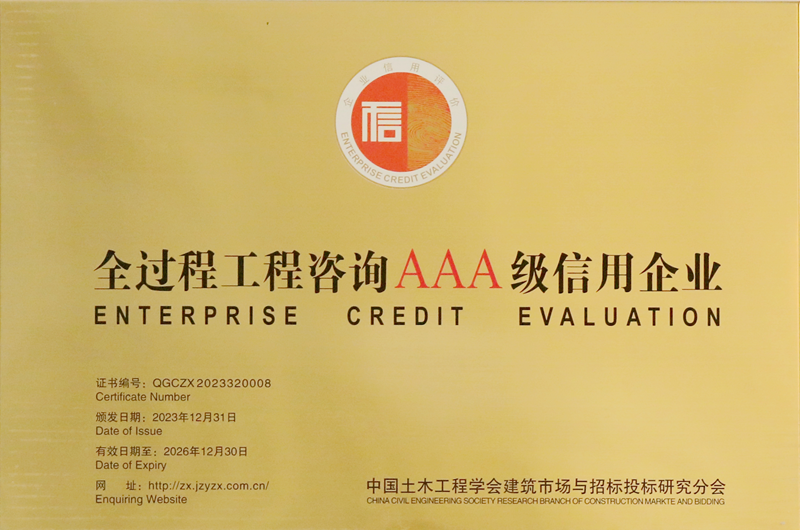 企业信用评价
信
ENTERPRISE CREDIT EVALUATION
全过程工程咨询AAA级信用企业
ENTERPRISE CREDIT EVALUATION
证书编号：QGCZX2023320008
Certificate Number
颁发日期：2023年12月31日
Date of Issue
有效日期至：2026年12月30日
Date of Expiry
网 址：http://zx.jzyzx.com.cn/
Enquiring Website
中国土木工程学会建筑市场与招标投标研究分会
CHINA CIVIL ENGINEERING SOCIETY RESEARCH BRANCH OF CONSTRUCTION MARKTE AND BIDDING